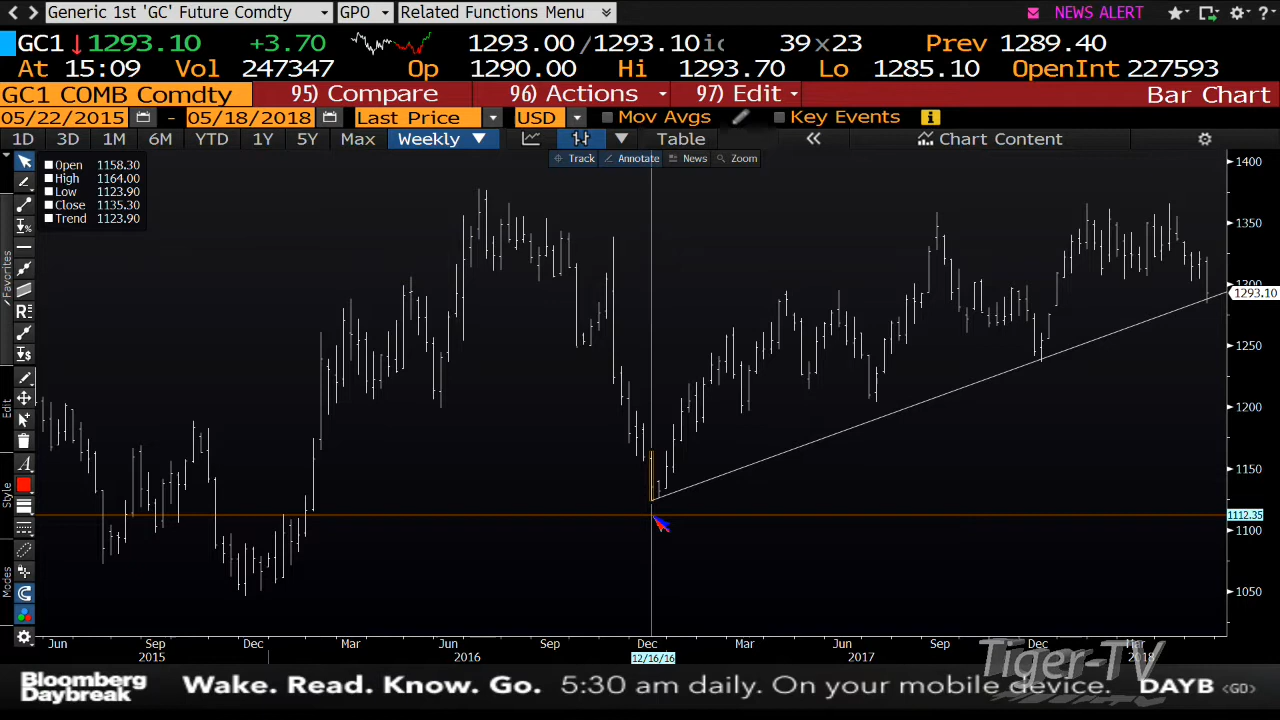 Generic 1st 'GC' Future Comdty GPO Related Functions Menu NEWS ALERT
GC1 1293.10 +3.70 1293.00/1293.10ic 39x23 Prev 1289.40
At 15:09 Vol 247347 Op 1290.00 Hi 1293.70 Lo 1285.10 OpenInt 227593
GC1 COMB Comdty 95) Compare 96) Actions 97) Edit Bar Chart
05/22/2015 - 05/18/2018 Last Price USD Mov Avgs Key Events
1D 3D 1M 6M YTD 1Y 5Y Max Weekly Table Chart Content
Track Annotate News Zoom
Open 1158.30
High 1164.00
Low 1123.90
Close 1135.30
Trend 1123.90
Favorites
Edit
Style
Modes
1400
1350
1300
1293.10
1250
1200
1150
1112.35
1100
1050
Jun Sep Dec Mar Jun Sep Dec Mar Jun Sep Dec Mar
2015 2016 12/16/16 2017 2018
Tiger-TV
Bloomberg
Daybreak
Wake. Read. Know. Go. 5:30 am daily. On your mobile device. DAYB <GO>